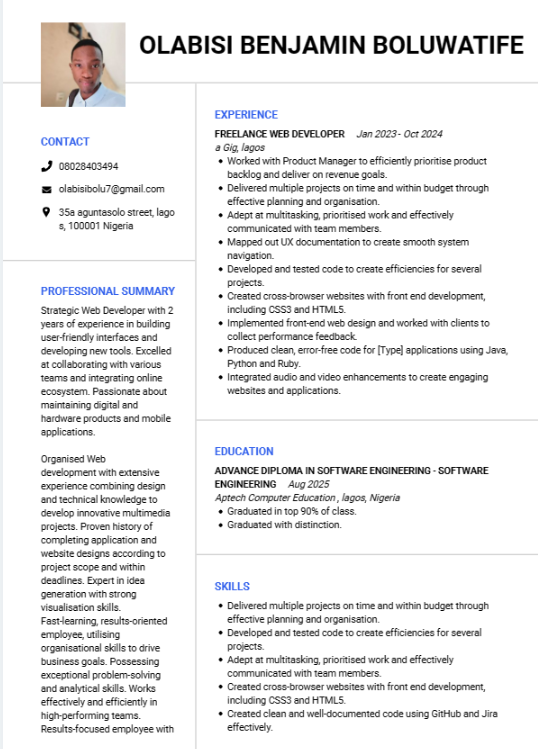 OLABISI BENJAMIN BOLUWATIFE
CONTACT
08028403494
olabisibolu7@gmail.com
35a aguntasolo street, lago
s, 100001 Nigeria
PROFESSIONAL SUMMARY
Strategic Web Developer with 2
years of experience in building
user-friendly interfaces and
developing new tools. Excelled
at collaborating with various
teams and integrating online
ecosystem. Passionate about
maintaining digital and
hardware products and mobile
applications.
Organised Web
development with extensive
experience combining design
and technical knowledge to
develop innovative multimedia
projects. Proven history of
completing application and
website designs according to
project scope and within
deadlines. Expert in idea
generation with strong
visualisation skills.
Fast-learning, results-oriented
employee, utilising
organisational skills to drive
business goals. Possessing
exceptional problem-solving
and analytical skills. Works
effectively and efficiently in
high-performing teams.
Results-focused employee with
EXPERIENCE
FREELANCE WEB DEVELOPER Jan 2023- Oct 2024
a Gig, lagos
• Worked with Product Manager to efficiently prioritise product
backlog and deliver on revenue goals.
• Delivered multiple projects on time and within budget through
effective planning and organisation.
• Adept at multitasking, prioritised work and effectively
communicated with team members.
• Mapped out UX documentation to create smooth system
navigation.
• Developed and tested code to create efficiencies for several
projects.
• Created cross-browser websites with front end development,
including CSS3 and HTML5.
• Implemented front-end web design and worked with clients to
collect performance feedback.
• Produced clean, error-free code for [Type] applications using Java,
Python and Ruby.
• Integrated audio and video enhancements to create engaging
websites and applications.
EDUCATION
ADVANCE DIPLOMA IN SOFTWARE ENGINEERING - SOFTWARE
ENGINEERING Aug 2025
Aptech Computer Education , lagos, Nigeria
• Graduated in top 90% of class.
• Graduated with distinction.
SKILLS
• Delivered multiple projects on time and within budget through
effective planning and organisation.
• Developed and tested code to create efficiencies for several
projects.
• Adept at multitasking, prioritised work and effectively
communicated with team members.
• Created cross-browser websites with front end development,
including CSS3 and HTML5.
• Created clean and well-documented code using GitHub and Jira
effectively.